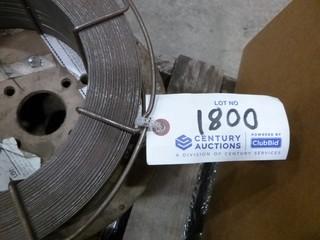 LOT NO
1800
CENTURY
AUCTIONS
POWERED BY
ClubBid
A DIVISION OF CENTURY SERVICES